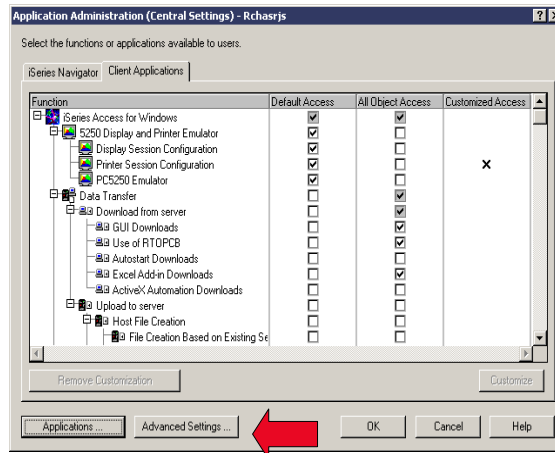 Application Administration (Central Settings) - Rchasrjs
Select the functions or applications available to users.
iSeries Navigator Client Applications
Function Default Access All Object Access Customized Access
iSeries Access for Windows
5250 Display and Printer Emulator
Display Session Configuration
Printer Session Configuration
PC5250 Emulator
Data Transfer
Download from server
GUI Downloads
Use of RTOPCB
Autostart Downloads
Excel Add-in Downloads
ActiveX Automation Downloads
Upload to server
Host File Creation
File Creation Based on Existing Se
Remove Customization Customize
Applications ... Advanced Settings ... OK Cancel Help